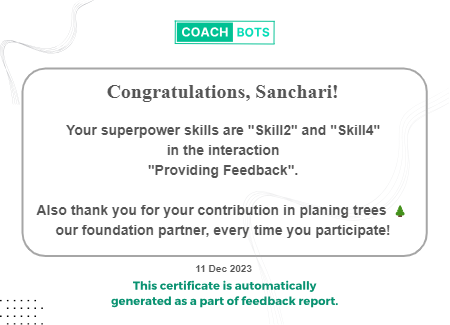 COACH BOTS
Congratulations, Sanchari!
Your superpower skills are "Skill2" and "Skill4"
in the interaction
"Providing Feedback".
Also thank you for your contribution in planing trees 🌲
our foundation partner, every time you participate!
11 Dec 2023
This certificate is automatically
generated as a part of feedback report.